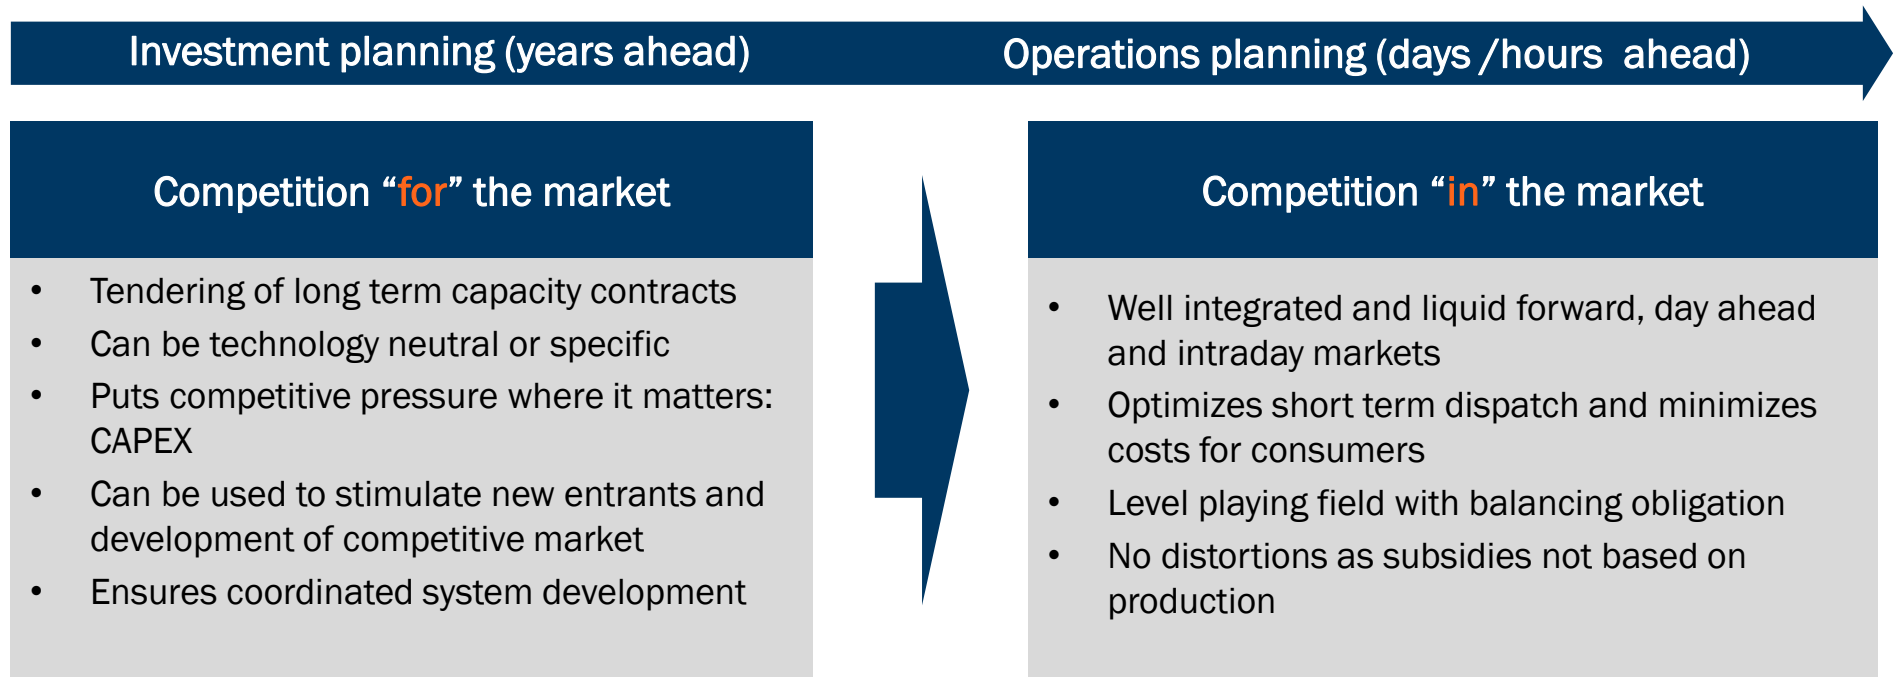 Investment planning (years ahead)
Operations planning (days /hours  ahead)
Competition “for” the market
• Tendering of long term capacity contracts
• Can be technology neutral or specific
• Puts competitive pressure where it matters:
CAPEX
• Can be used to stimulate new entrants and
development of competitive market
• Ensures coordinated system development
Competition “in” the market
• Well integrated and liquid forward, day ahead
and intraday markets
• Optimizes short term dispatch and minimizes
costs for consumers
• Level playing field with balancing obligation
• No distortions as subsidies not based on
production